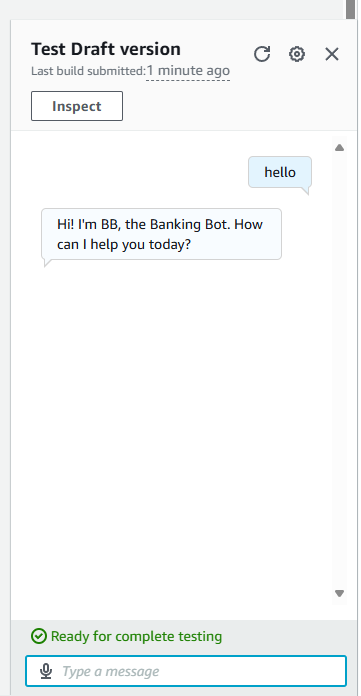 Test Draft version
Last build submitted: 1 minute ago
Inspect
hello
Hi! I'm BB, the Banking Bot. How
can I help you today?
Ready for complete testing
Type a message